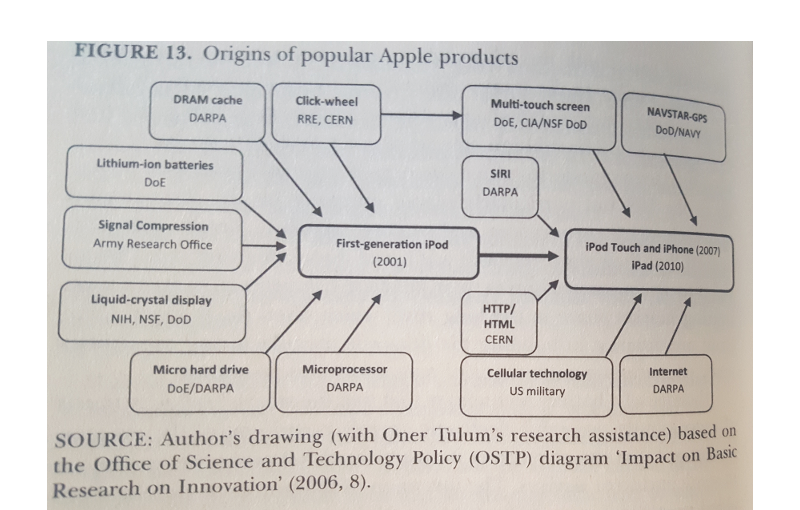 FIGURE 13. Origins of popular Apple products
DRAM cache
DARPA
Click-wheel
RRE, CERN
Multi-touch screen
DoE, CIA/NSF DoD
NAVSTAR-GPS
DoD/NAVY
Lithium-ion batteries
DoE
SIRI
DARPA
Signal Compression
Army Research Office
First-generation iPod
(2001)
iPod Touch and iPhone (2007)
iPad (2010)
Liquid-crystal display
NIH, NSF, DoD
HTTP/
HTML
CERN
Micro hard drive
DoE/DARPA
Microprocessor
DARPA
Cellular technology
US military
Internet
DARPA
SOURCE: Author's drawing (with Oner Tulum's research assistance) based on
the Office of Science and Technology Policy (OSTP) diagram 'Impact on Basic
Research on Innovation' (2006, 8).